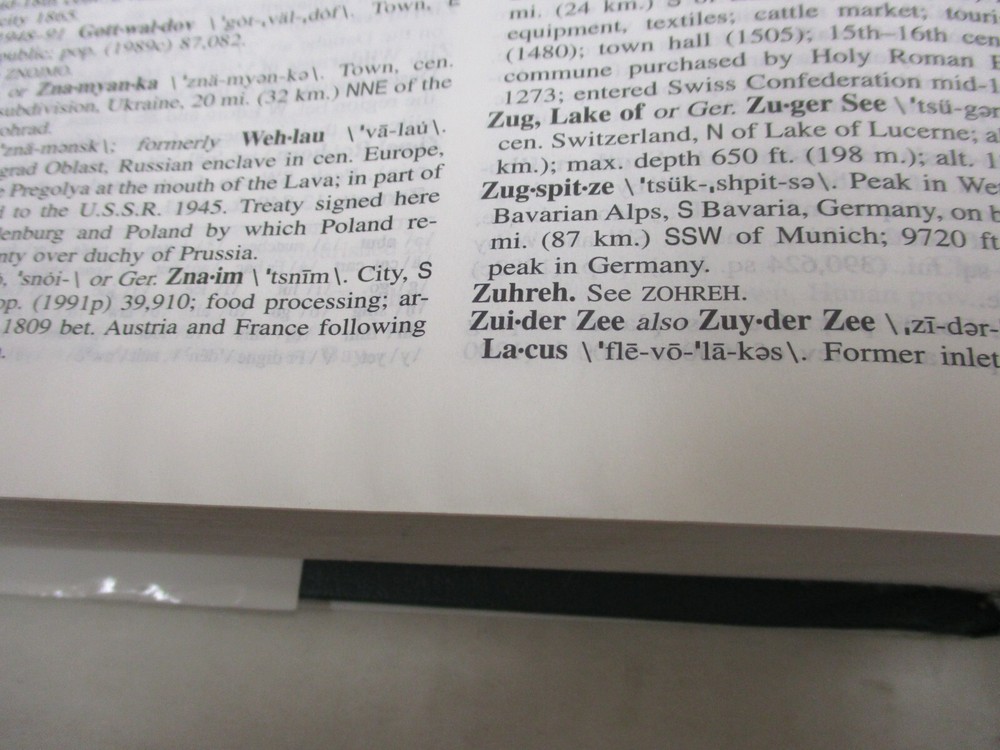 city 1865.
1948–91 Gott·wal·dov \ˈgȯt-ˌväl-ˌdȯf\. Town,
public; pop. (1989e) 87,082.
ZNOJMO.
or Zna·myan·ka \ˈznä-myən-kə\. Town, cen.
subdivision, Ukraine, 20 mi. (32 km.) NNE of the
ohrad.
ˈznä-mənsk\; formerly Weh·lau \ˈvā-lau̇\.
grad Oblast, Russian enclave in cen. Europe,
Pregolya at the mouth of the Lava; in part of
d to the U.S.S.R. 1945. Treaty signed here
denburg and Poland by which Poland re-
nty over duchy of Prussia.
ˈsnȯi-\ or Ger. Zna·im \ˈtsnīm\. City, S
op. (1991p) 39,910; food processing; ar-
1809 bet. Austria and France following
mi. (24 km.) S
equipment, textiles; cattle market; touri
(1480); town hall (1505); 15th–16th cen
commune purchased by Holy Roman E
1273; entered Swiss Confederation mid-1
Zug, Lake of or Ger. Zu·ger See \ˈtsü-gər
cen. Switzerland, N of Lake of Lucerne; a
km.); max. depth 650 ft. (198 m.); alt. 1
Zug·spit·ze \ˈtsük-ˌshpit-sə\. Peak in We
Bavarian Alps, S Bavaria, Germany, on b
mi. (87 km.) SSW of Munich; 9720 ft
peak in Germany.
Zuhreh. See ZOHREH.
Zui·der Zee also Zuy·der Zee \ˌzī-dər-
La·cus \ˈflē-vō-ˈlā-kəs\. Former inlet